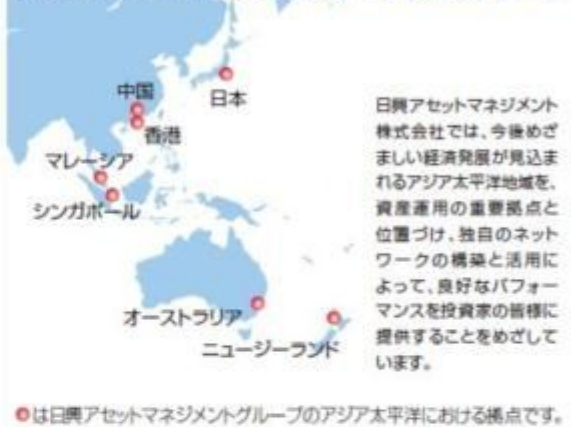 中国
日本
香港
マレーシア
シンガポール
オーストラリア
ニュージーランド
日興アセットマネジメント
株式会社では、今後めざ
ましい経済発展が見込ま
れるアジア太平洋地域を、
資産運用の重要拠点と
位置づけ、独自のネット
ワークの構築と活用に
よって、良好なパフォー
マンスを投資家の皆様に
提供することをめざして
います。
は日興アセットマネジメントグループのアジア太平洋における拠点です。